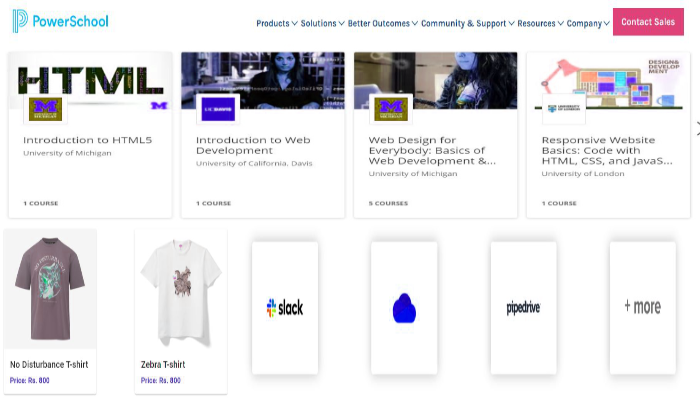 PowerSchool
Products Solutions Better Outcomes Community & Support Resources Company Contact Sales
HTML
DESIGN&
DEVELOP
MENT
UC DAVIS
Introduction to HTML5
University of Michigan
1 COURSE
Introduction to Web
Development
University of California, Davis
1 COURSE
Web Design for
Everybody: Basics of
Web Development &...
University of Michigan
5 COURSES
Responsive Website
Basics: Code with
HTML, CSS, and JavaS...
University of London
1 COURSE
No Disturbance T-shirt
Price: Rs. 800
Zebra T-shirt
Price: Rs. 800
slack
pipedrive
+ more